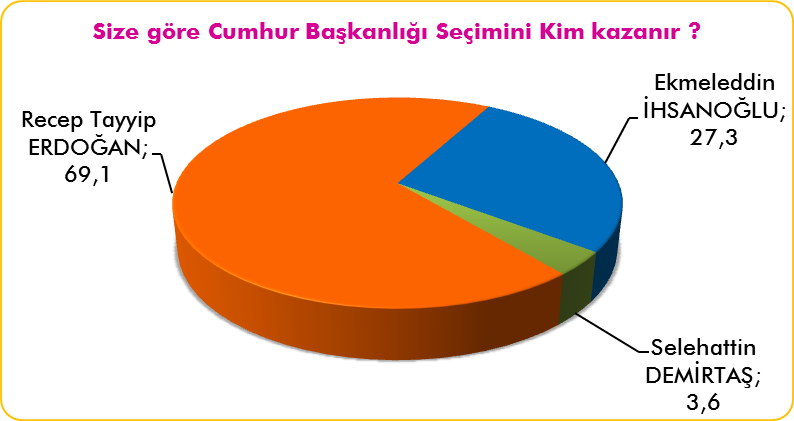 Size göre Cumhur Başkanlığı Seçimini Kim kazanır ?
Ekmeleddin
İHSANOĞLU;
27,3
Recep Tayyip
ERDOĞAN;
69,1
Selehattin
DEMİRTAŞ;
3,6